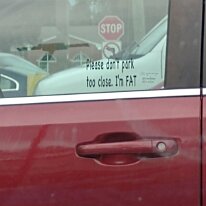 STOP
Please don't park
too close. I'm FAT